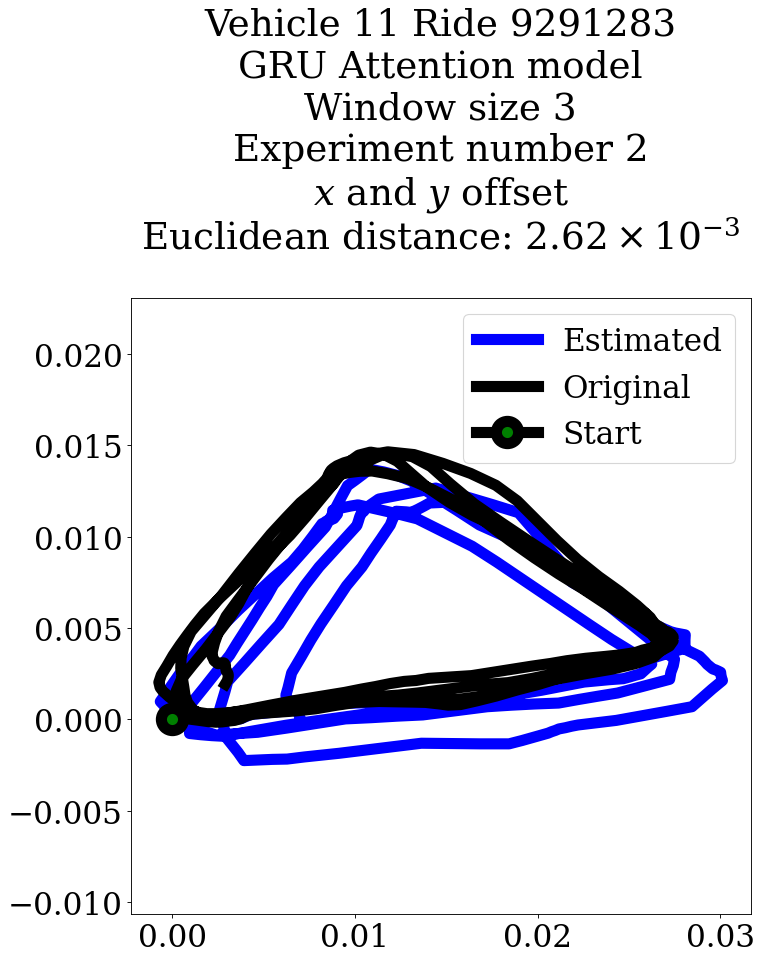 Vehicle 11 Ride 9291283
GRU Attention model
Window size 3
Experiment number 2
x and y offset
Euclidean distance: 2.62 × 10⁻³
Estimated
Original
Start
0.020
0.015
0.010
0.005
0.000
−0.005
−0.010
0.00 0.01 0.02 0.03